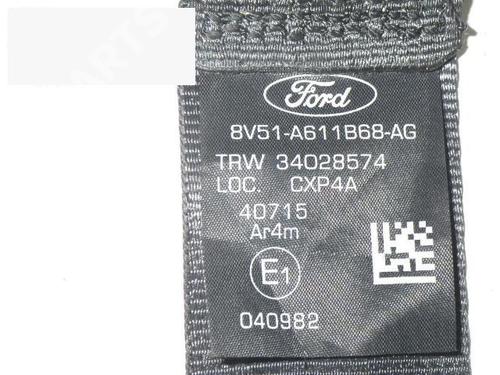 Ford
8V51-A611B68-AG
TRW 34028574
LOC. CXP4A
40715
Ar4m
E1
040982